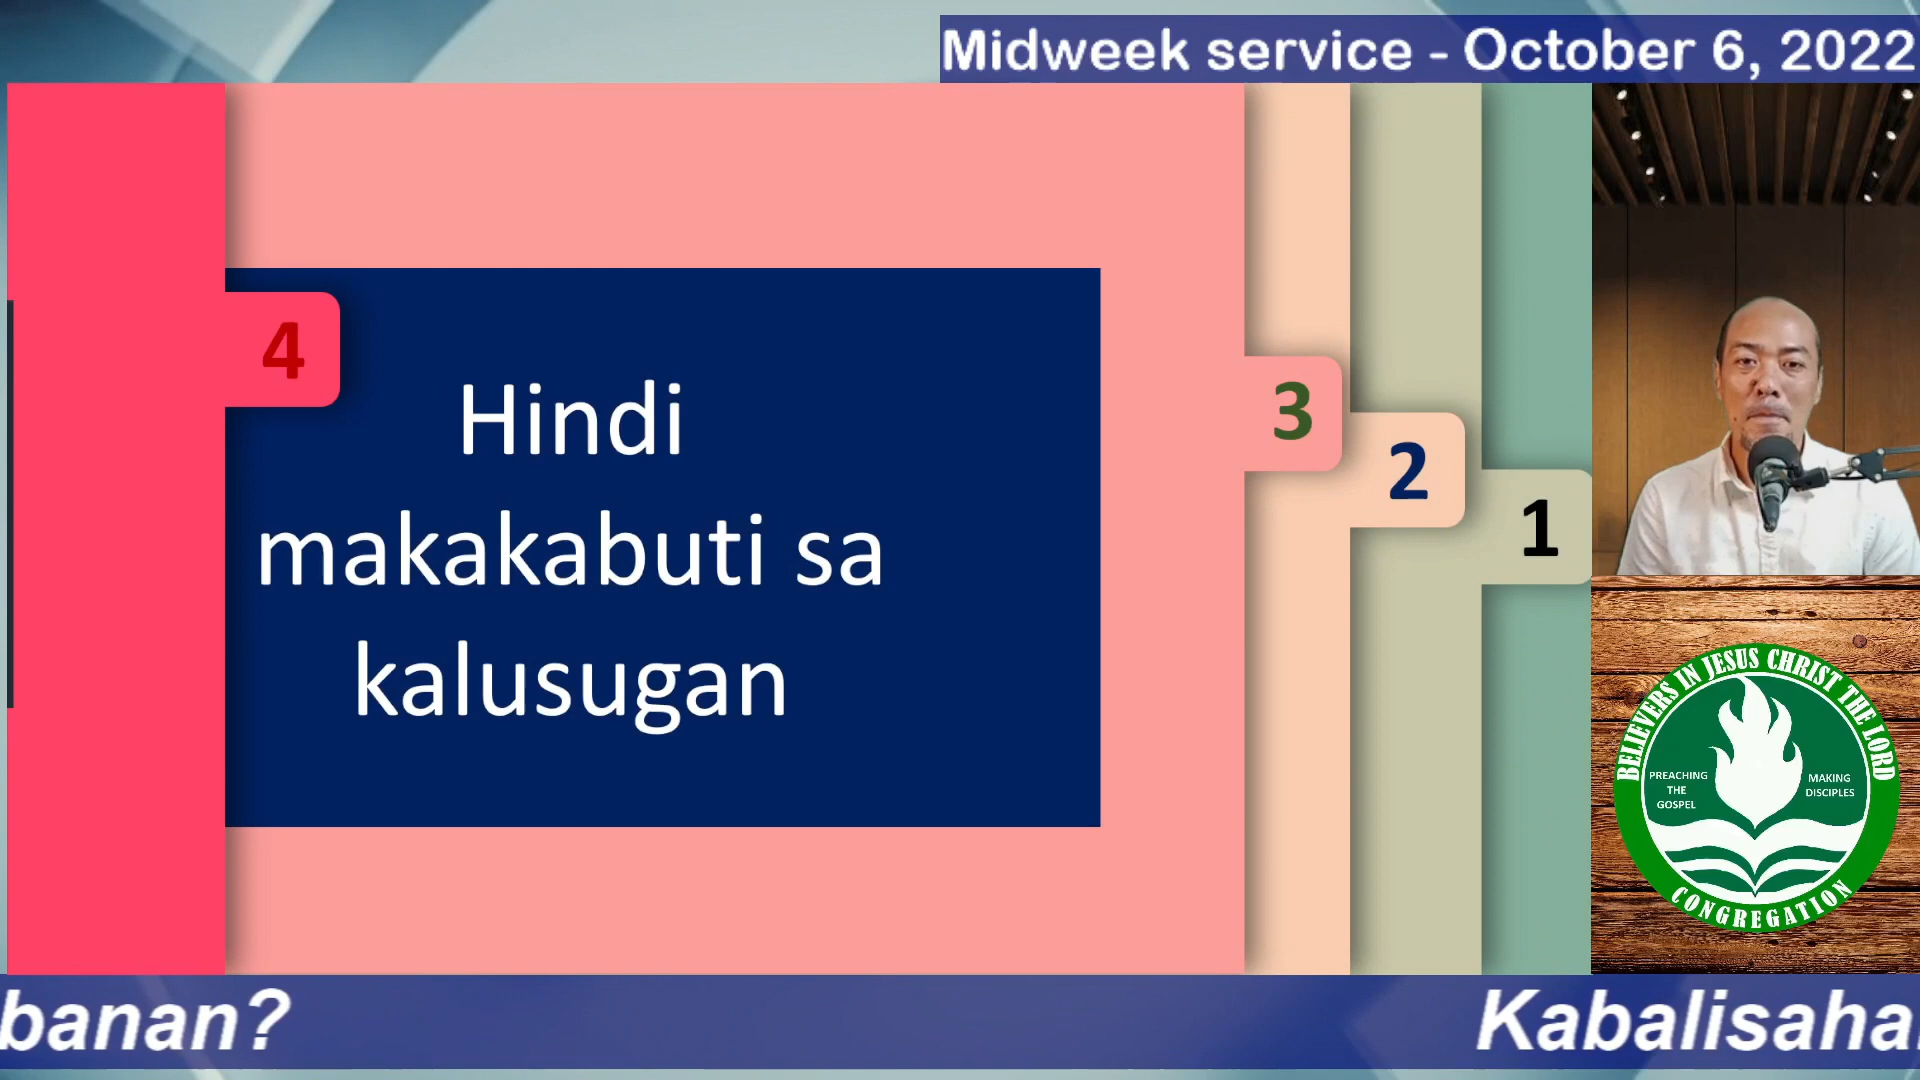 Midweek service - October 6, 2022
4
Hindi
makakabuti sa
kalusugan
3
2
1
BELIEVERS IN JESUS CHRIST THE LORD
PREACHING
THE
GOSPEL
MAKING
DISCIPLES
CONGREGATION
banan?
Kabalisaha